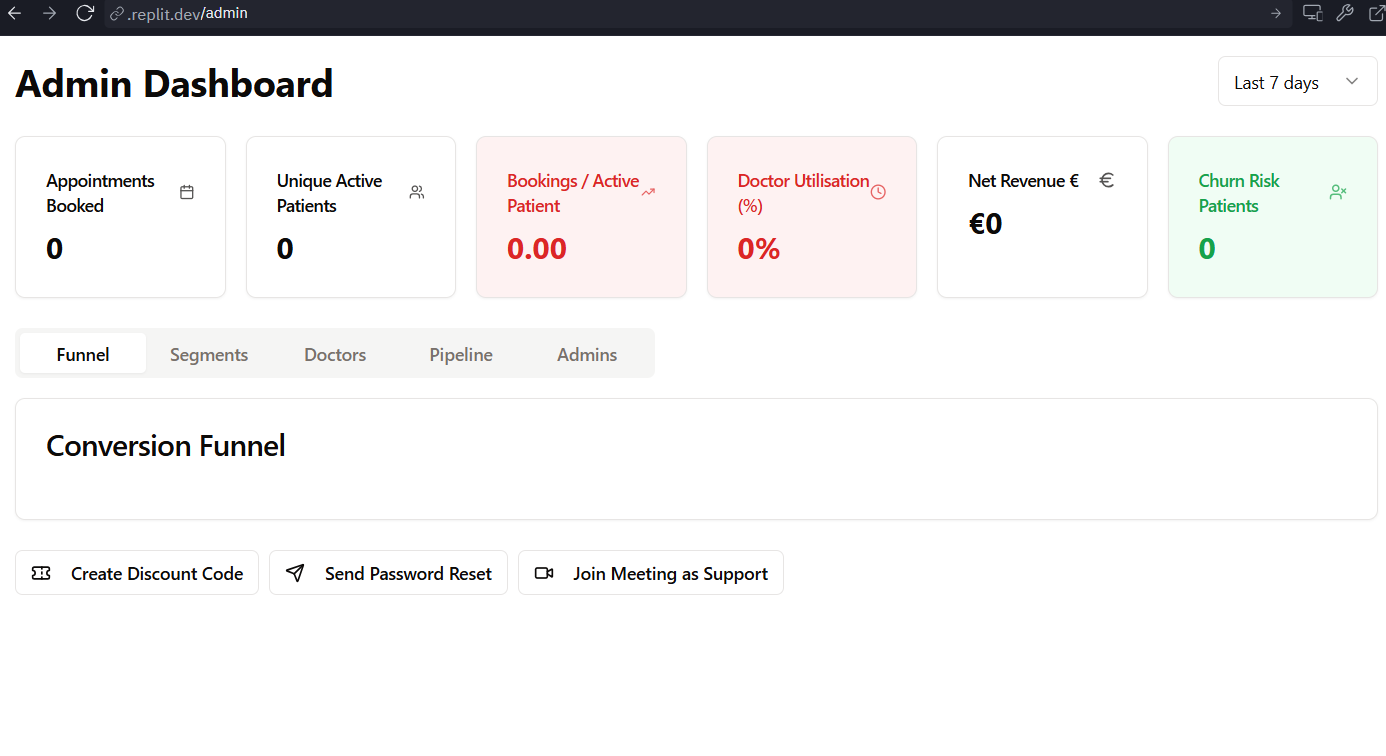 .replit.dev/admin
Admin Dashboard
Last 7 days
Appointments
Booked
0
Unique Active
Patients
0
Bookings / Active
Patient
0.00
Doctor Utilisation
(%)
0%
Net Revenue €
€0
Churn Risk
Patients
0
Funnel
Segments
Doctors
Pipeline
Admins
Conversion Funnel
Create Discount Code
Send Password Reset
Join Meeting as Support